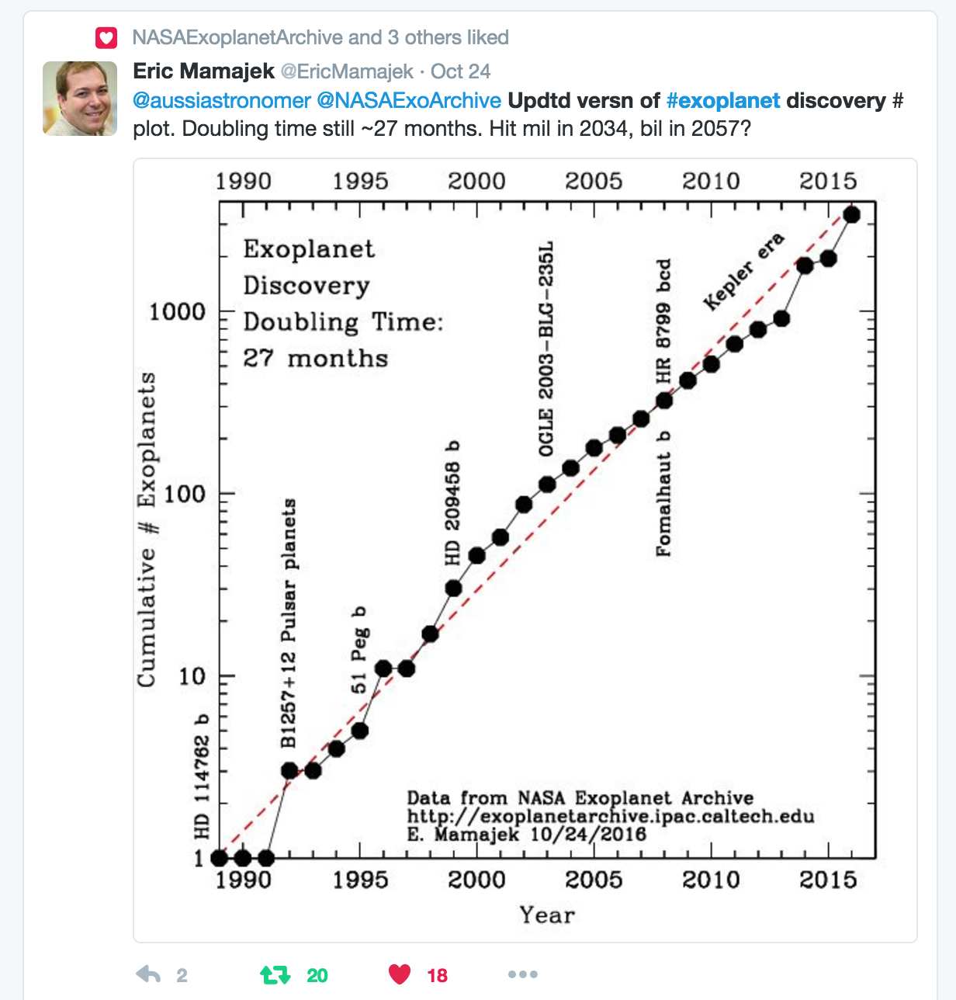 NASAExoplanetArchive and 3 others liked
Eric Mamajek @EricMamajek · Oct 24
@aussiastronomer @NASAExoArchive Updtd versn of #exoplanet discovery #
plot. Doubling time still ~27 months. Hit mil in 2034, bil in 2057?
1990 1995 2000 2005 2010 2015
Exoplanet
Discovery
Doubling Time:
27 months
Cumulative # Exoplanets
1000
100
10
1
HD 114762 b
B1257+12 Pulsar planets
51 Peg b
HD 209458 b
OGLE 2003-BLG-235L
HR 8799 bcd
Fomalhaut b
Kepler era
Data from NASA Exoplanet Archive
http://exoplanetarchive.ipac.caltech.edu
E. Mamajek 10/24/2016
1990 1995 2000 2005 2010 2015
Year
2 20 18